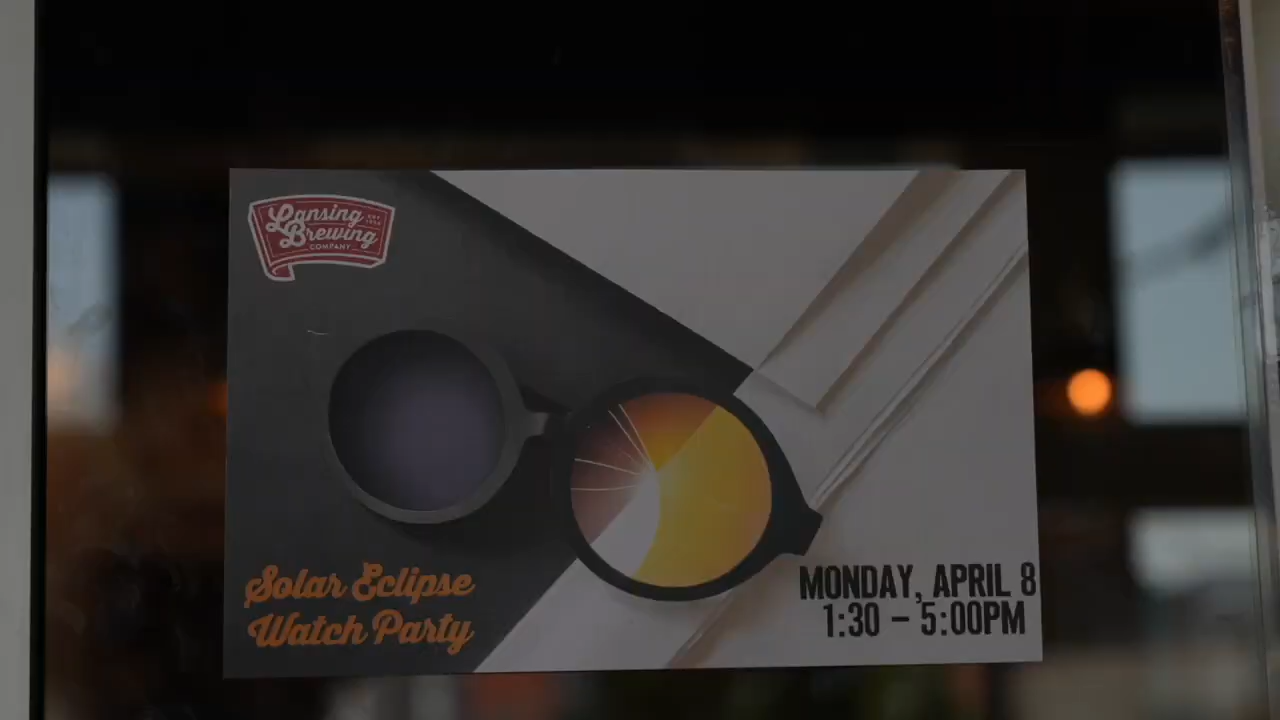 Lansing
Brewing
COMPANY
Solar Eclipse
Watch Party
MONDAY, APRIL 8
1:30 – 5:00PM